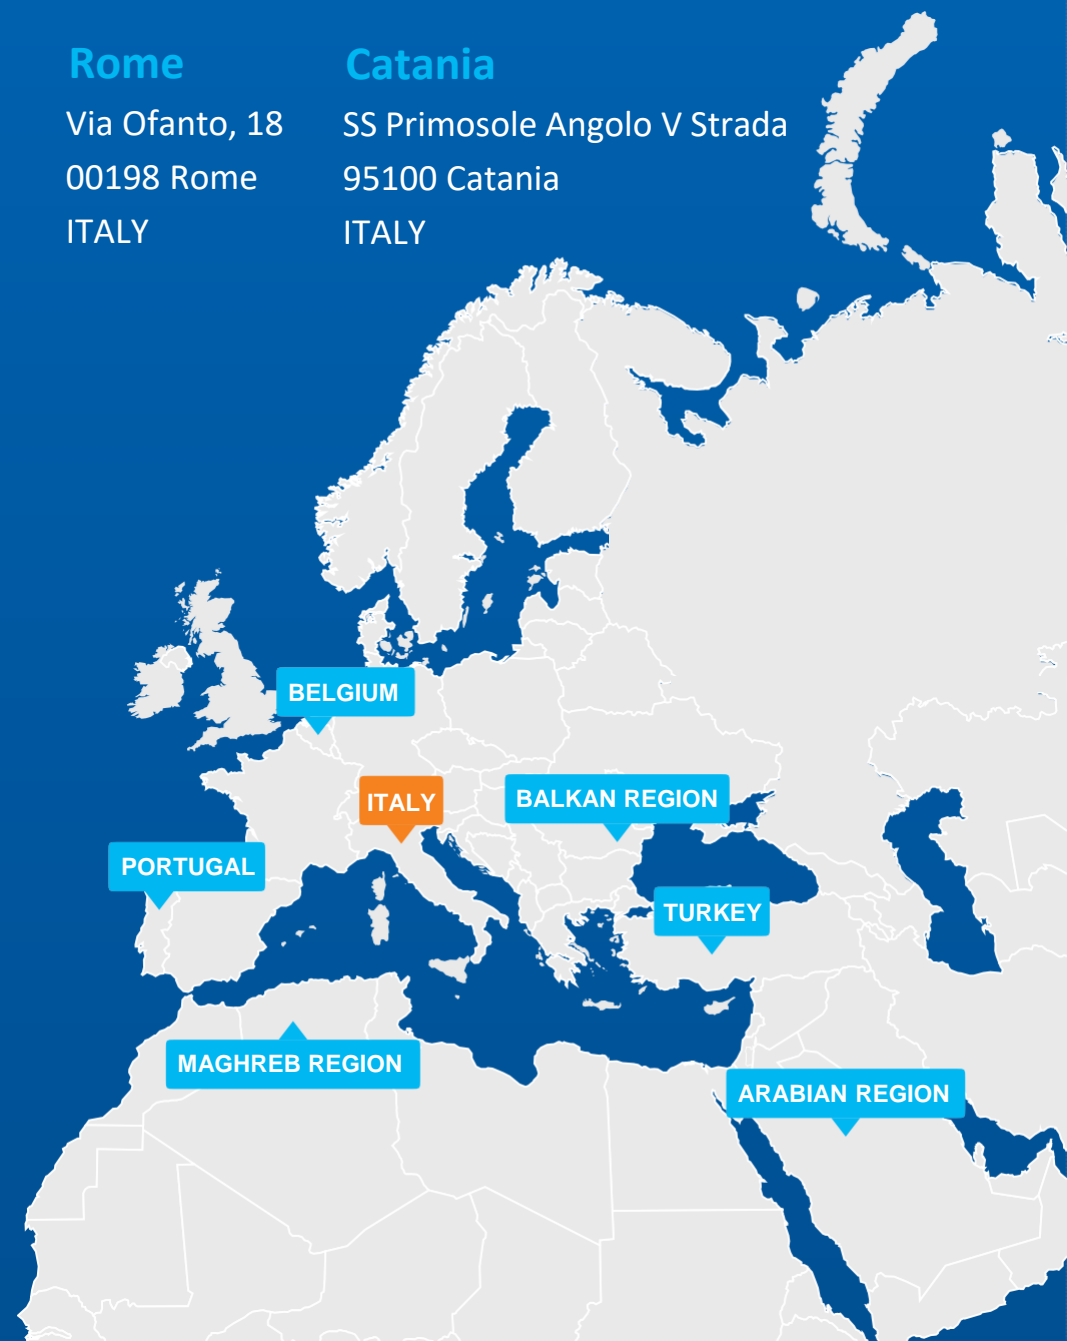 Rome
Via Ofanto, 18
00198 Rome
ITALY
Catania
SS Primosole Angolo V Strada
95100 Catania
ITALY
BELGIUM
ITALY
BALKAN REGION
PORTUGAL
TURKEY
MAGHREB REGION
ARABIAN REGION